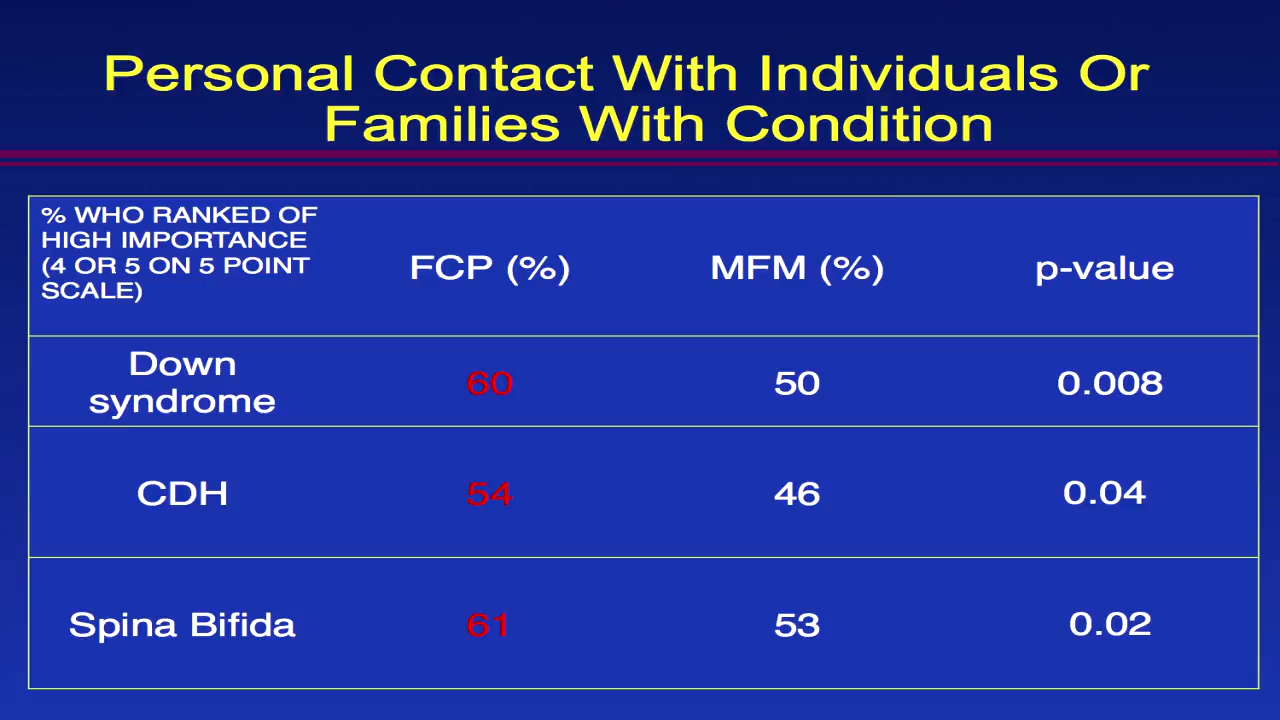 Personal Contact With Individuals Or
Families With Condition
% WHO RANKED OF
HIGH IMPORTANCE
(4 OR 5 ON 5 POINT
SCALE)
FCP (%)
MFM (%)
p-value
Down
syndrome
60
50
0.008
CDH
54
46
0.04
Spina Bifida
61
53
0.02